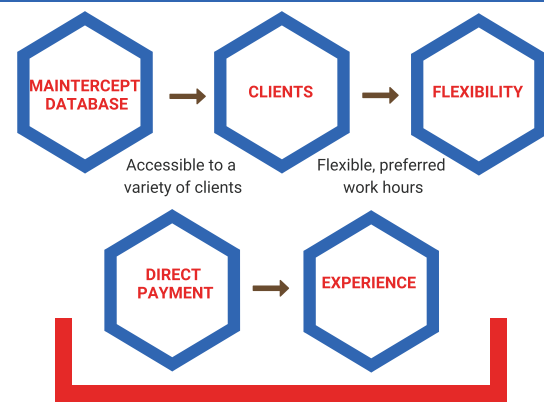 MAINTERCEPT
DATABASE
CLIENTS
FLEXIBILITY
Accessible to a
variety of clients
Flexible, preferred
work hours
DIRECT
PAYMENT
EXPERIENCE